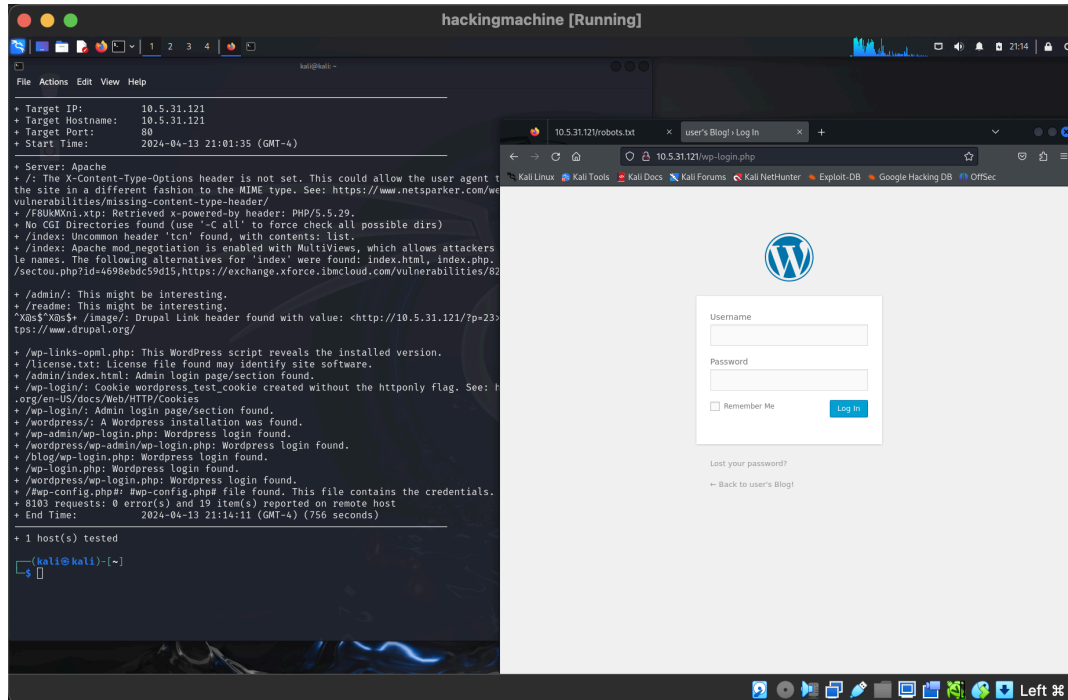 hackingmachine [Running]
1 2 3 4
21:14
kali@kali: ~
File Actions Edit View Help
+ Target IP: 10.5.31.121
+ Target Hostname: 10.5.31.121
+ Target Port: 80
+ Start Time: 2024-04-13 21:01:35 (GMT-4)
+ Server: Apache
+ /: The X-Content-Type-Options header is not set. This could allow the user agent t
the site in a different fashion to the MIME type. See: https://www.netsparker.com/we
vulnerabilities/missing-content-type-header/
+ /F8UkMXni.xtp: Retrieved x-powered-by header: PHP/5.5.29.
+ No CGI Directories found (use '-C all' to force check all possible dirs)
+ /index: Uncommon header 'tcn' found, with contents: list.
+ /index: Apache mod_negotiation is enabled with MultiViews, which allows attackers
le names. The following alternatives for 'index' were found: index.html, index.php.
/sectou.php?id=4698ebdc59d15,https://exchange.xforce.ibmcloud.com/vulnerabilities/82
+ /admin/: This might be interesting.
+ /readme: This might be interesting.
^X@s$^X@s$+ /image/: Drupal Link header found with value: <http://10.5.31.121/?p=23>
tps://www.drupal.org/
+ /wp-links-opml.php: This WordPress script reveals the installed version.
+ /license.txt: License file found may identify site software.
+ /admin/index.html: Admin login page/section found.
+ /wp-login/: Cookie wordpress_test_cookie created without the httponly flag. See: h
.org/en-US/docs/Web/HTTP/Cookies
+ /wp-login/: Admin login page/section found.
+ /wordpress/: A Wordpress installation was found.
+ /wp-admin/wp-login.php: Wordpress login found.
+ /wordpress/wp-admin/wp-login.php: Wordpress login found.
+ /blog/wp-login.php: Wordpress login found.
+ /wp-login.php: Wordpress login found.
+ /wordpress/wp-login.php: Wordpress login found.
+ /#wp-config.php#: #wp-config.php# file found. This file contains the credentials.
+ 8103 requests: 0 error(s) and 19 item(s) reported on remote host
+ End Time: 2024-04-13 21:14:11 (GMT-4) (756 seconds)
+ 1 host(s) tested
(kali㉿kali)-[~]
$
10.5.31.121/robots.txt
user's Blog! › Log In
10.5.31.121/wp-login.php
Kali Linux Kali Tools Kali Docs Kali Forums Kali NetHunter Exploit-DB Google Hacking DB OffSec
Username
Password
Remember Me
Log In
Lost your password?
← Back to user's Blog!
Left ⌘